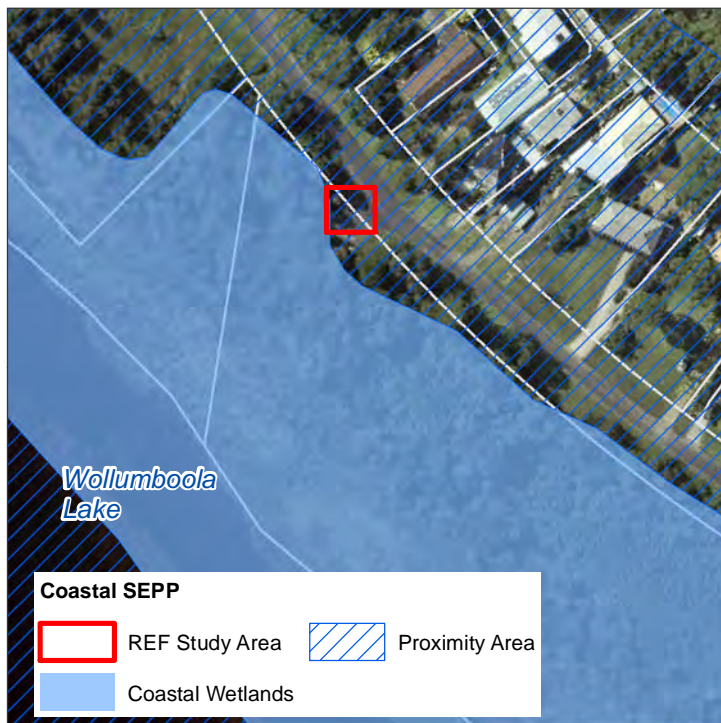 Wollumboola
Lake
Coastal SEPP
REF Study Area
Proximity Area
Coastal Wetlands